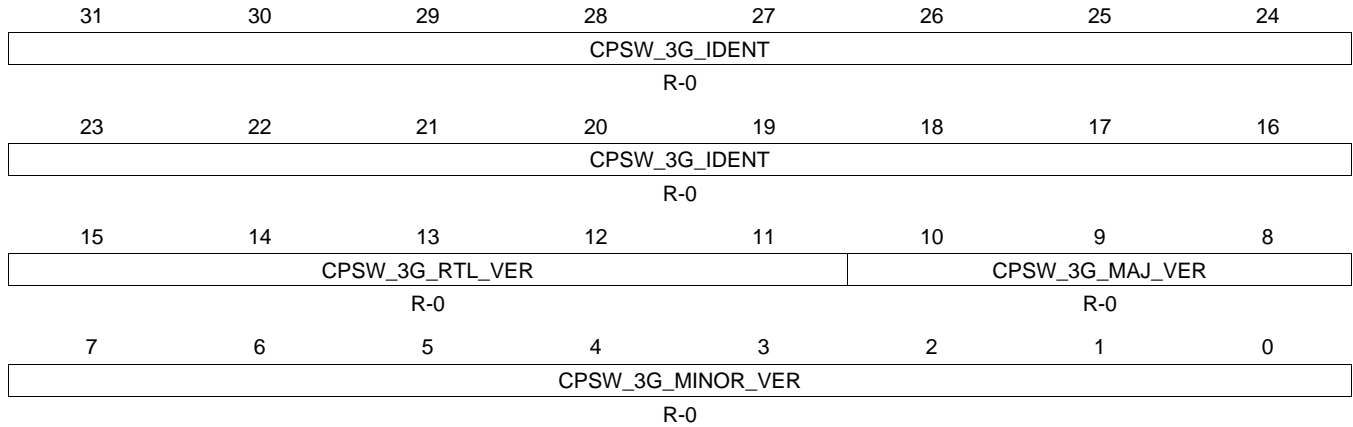 31 30 29 28 27 26 25 24
CPSW_3G_IDENT
R-0
23 22 21 20 19 18 17 16
CPSW_3G_IDENT
R-0
15 14 13 12 11 10 9 8
CPSW_3G_RTL_VER CPSW_3G_MAJ_VER
R-0 R-0
7 6 5 4 3 2 1 0
CPSW_3G_MINOR_VER
R-0